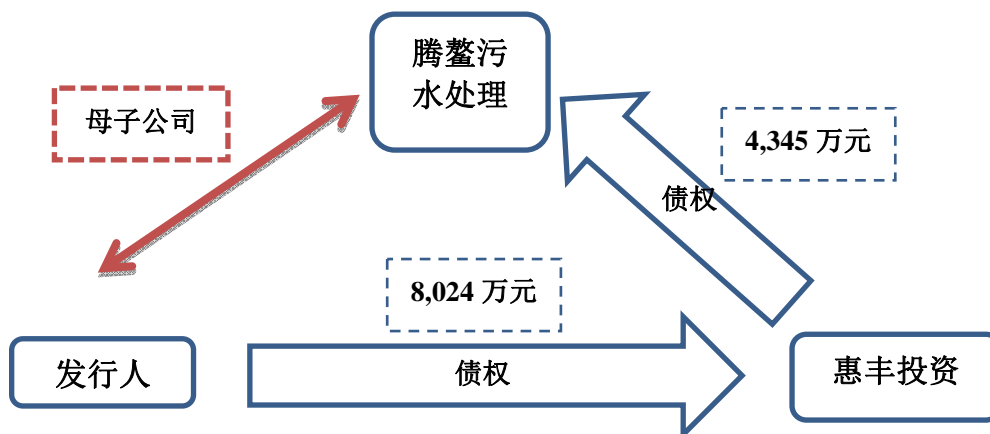 腾鳌污
水处理
母子公司
4,345 万元
债权
8,024 万元
发行人
债权
惠丰投资